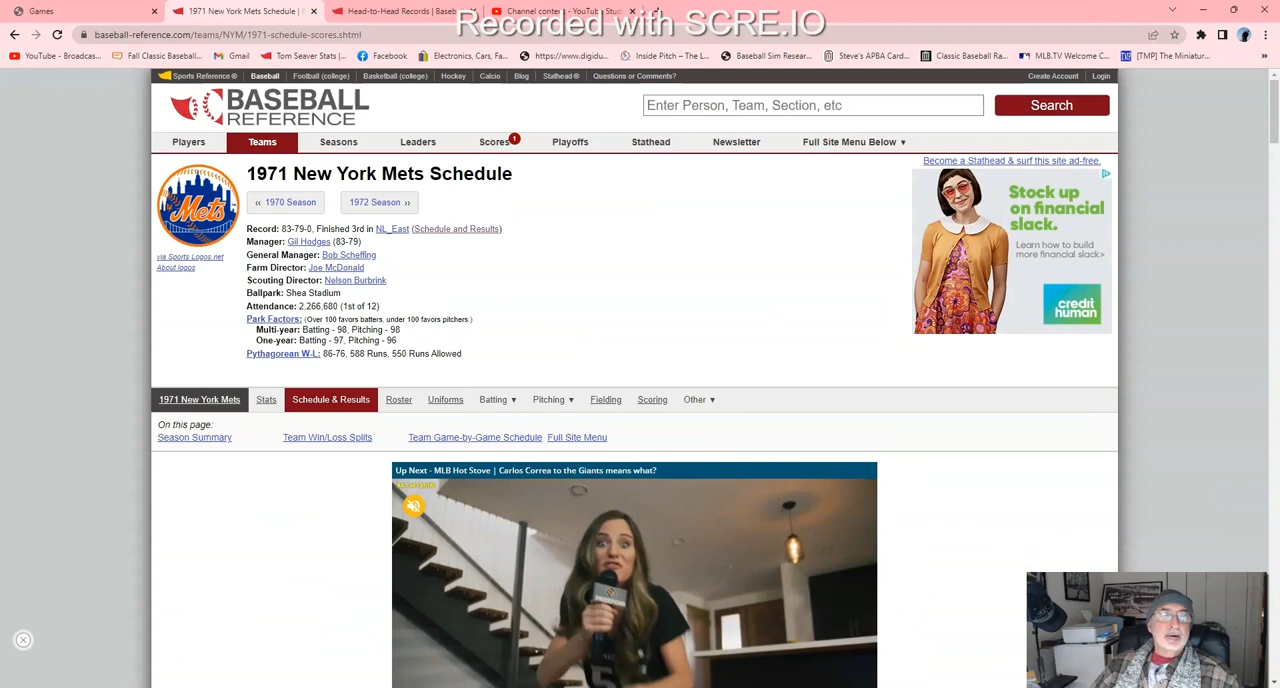 Games
1971 New York Mets Schedule |
Head-to-Head Records | Baseb
Channel content - YouTube Stu
Recorded with SCRE.IO
baseball-reference.com/teams/NYM/1971-schedule-scores.shtml
YouTube - Broadcas...
Fall Classic Baseball...
Gmail
Tom Seaver Stats |...
Facebook
Electronics, Cars, Fa...
https://www.digidu...
Inside Pitch – The L...
Baseball Sim Resear...
Steve's APBA Card...
Classic Baseball Ra...
MLB.TV Welcome C...
[TMP] The Miniatur...
Sports Reference ®
Baseball
Football (college)
Basketball (college)
Hockey
Calcio
Blog
Stathead ®
Questions or Comments?
Create Account
Login
BASEBALL
REFERENCE
Enter Person, Team, Section, etc
Search
Players
Teams
Seasons
Leaders
Scores
1
Playoffs
Stathead
Newsletter
Full Site Menu Below ▼
Become a Stathead & surf this site ad-free.
Mets
via Sports Logos.net
About logos
1971 New York Mets Schedule
‹‹ 1970 Season
1972 Season ››
Record: 83-79-0, Finished 3rd in NL_East (Schedule and Results)
Manager: Gil Hodges (83-79)
General Manager: Bob Scheffing
Farm Director: Joe McDonald
Scouting Director: Nelson Burbrink
Ballpark: Shea Stadium
Attendance: 2,266,680 (1st of 12)
Park Factors: (Over 100 favors batters, under 100 favors pitchers.)
Multi-year: Batting - 98, Pitching - 98
One-year: Batting - 97, Pitching - 96
Pythagorean W-L: 86-76, 588 Runs, 550 Runs Allowed
Stock up
on financial
slack.
Learn how to build
more financial slack>
credit
human
1971 New York Mets
Stats
Schedule & Results
Roster
Uniforms
Batting ▼
Pitching ▼
Fielding
Scoring
Other ▼
On this page:
Season Summary
Team Win/Loss Splits
Team Game-by-Game Schedule
Full Site Menu
Up Next - MLB Hot Stove | Carlos Correa to the Giants means what?